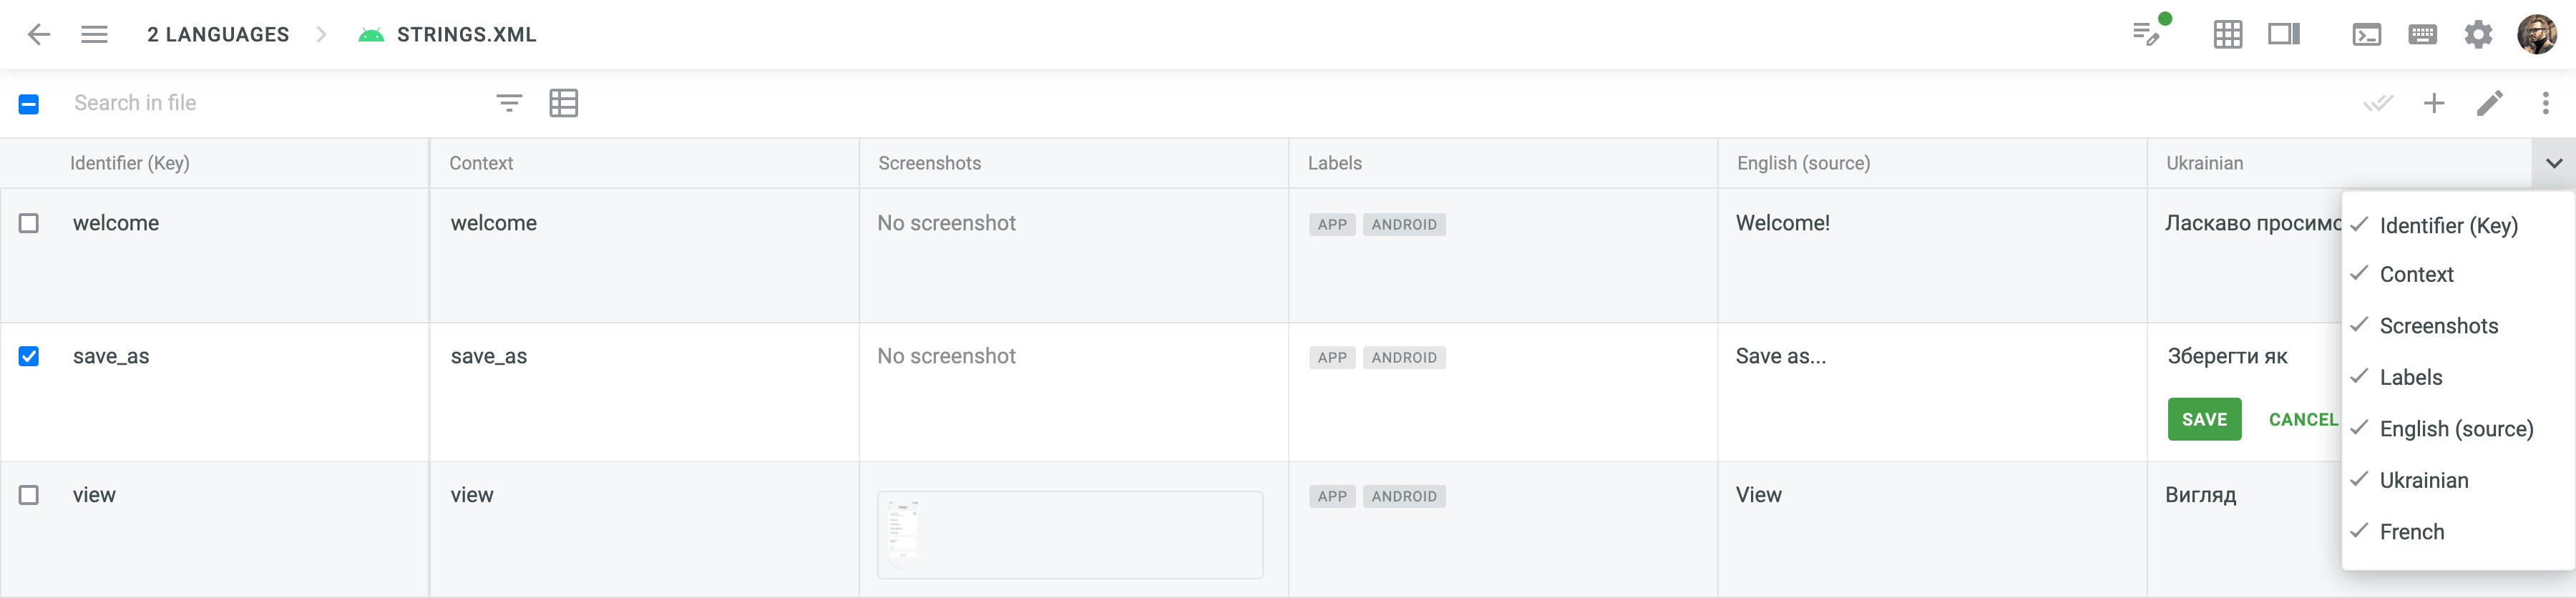 2 LANGUAGES STRINGS.XML
Search in file
Identifier (Key) Context Screenshots Labels English (source) Ukrainian
welcome welcome No screenshot APP ANDROID Welcome! Ласкаво просимо
save_as save_as No screenshot APP ANDROID Save as... Зберегти як
SAVE CANCEL
view view APP ANDROID View Вигляд
Identifier (Key)
Context
Screenshots
Labels
English (source)
Ukrainian
French